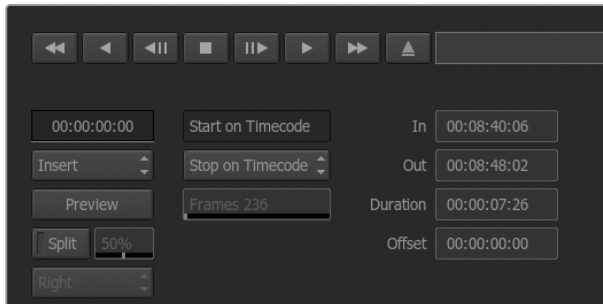 00:00:00:00 Start on Timecode In 00:08:40:06
Insert Stop on Timecode Out 00:08:48:02
Preview Frames 236 Duration 00:00:07:26
Split 50% Offset 00:00:00:00
Right